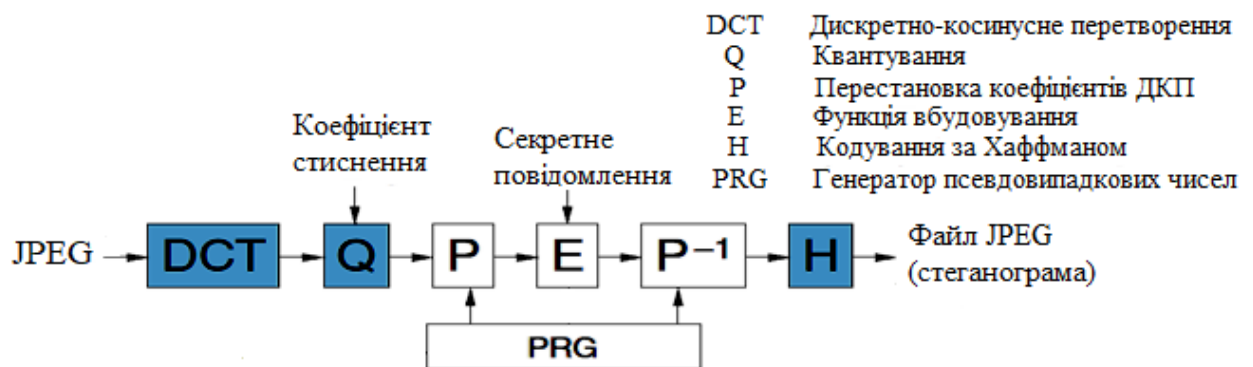 DCT Дискретно-косинусне перетворення
Q Квантування
P Перестановка коефіцієнтів ДКП
E Функція вбудовування
H Кодування за Хаффманом
PRG Генератор псевдовипадкових чисел
Коефіцієнт
стиснення
Секретне
повідомлення
JPEG DCT Q P E P⁻¹ H Файл JPEG
(стеганограма)
PRG